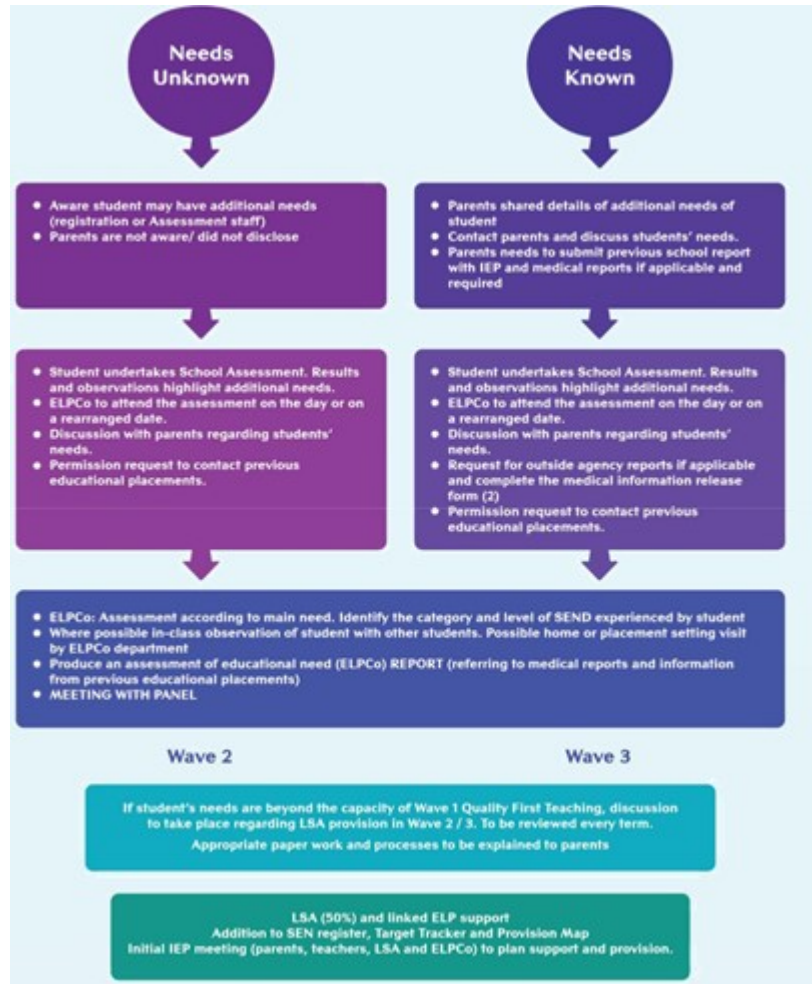 Needs
Unknown
Needs
Known
● Aware student may have additional needs
(registration or Assessment staff)
● Parents are not aware/ did not disclose
● Parents shared details of additional needs of
student
● Contact parents and discuss students' needs.
● Parents needs to submit previous school report
with IEP and medical reports if applicable and
required
● Student undertakes School Assessment. Results
and observations highlight additional needs.
● ELPCo to attend the assessment on the day or on
a rearranged date.
● Discussion with parents regarding students'
needs.
● Permission request to contact previous
educational placements.
● Student undertakes School Assessment. Results
and observations highlight additional needs.
● ELPCo to attend the assessment on the day or on
a rearranged date.
● Discussion with parents regarding students'
needs.
● Request for outside agency reports if applicable
and complete the medical information release
form (2)
● Permission request to contact previous
educational placements.
● ELPCo: Assessment according to main need. Identify the category and level of SEND experienced by student
● Where possible in-class observation of student with other students. Possible home or placement setting visit
by ELPCo department
● Produce an assessment of educational need (ELPCo) REPORT (referring to medical reports and information
from previous educational placements)
● MEETING WITH PANEL
Wave 2
Wave 3
If student's needs are beyond the capacity of Wave 1 Quality First Teaching, discussion
to take place regarding LSA provision in Wave 2 / 3. To be reviewed every term.
Appropriate paper work and processes to be explained to parents
LSA (50%) and linked ELP support
Addition to SEN register, Target Tracker and Provision Map
Initial IEP meeting (parents, teachers, LSA and ELPCo) to plan support and provision.